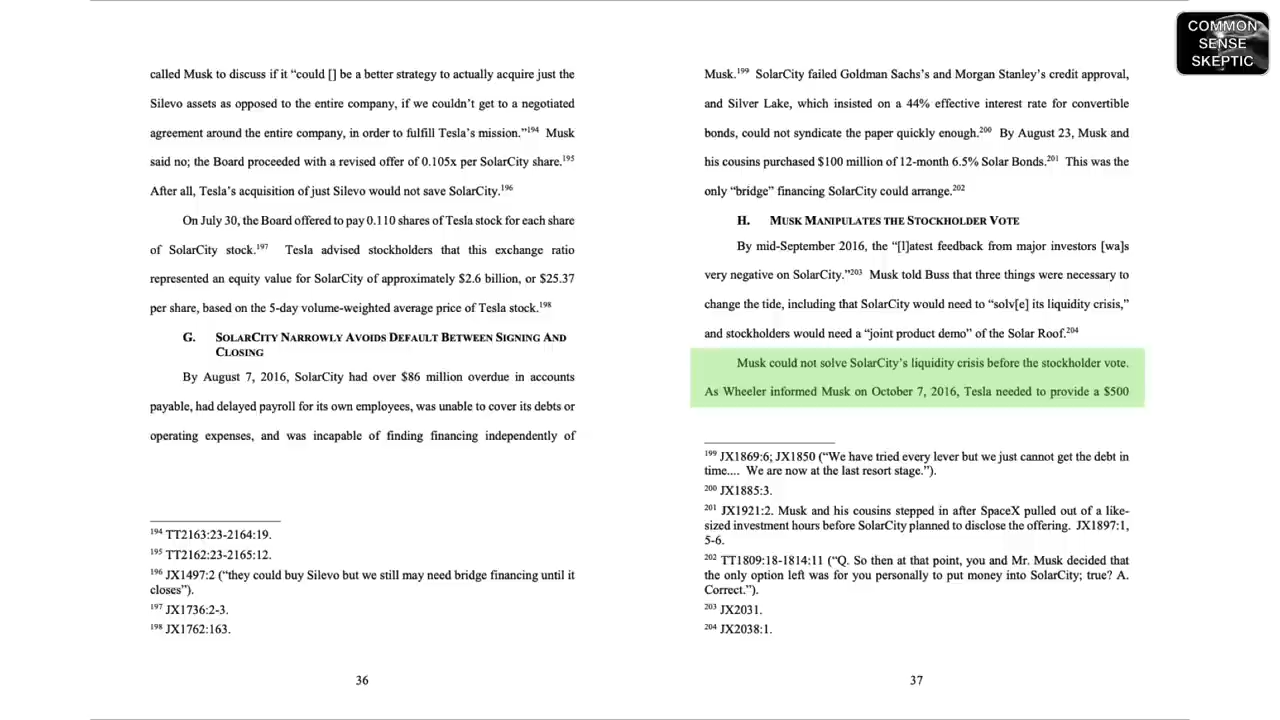 called Musk to discuss if it “could [] be a better strategy to actually acquire just the
Silevo assets as opposed to the entire company, if we couldn’t get to a negotiated
agreement around the entire company, in order to fulfill Tesla’s mission.”194 Musk
said no; the Board proceeded with a revised offer of 0.105x per SolarCity share.195
After all, Tesla’s acquisition of just Silevo would not save SolarCity.196
On July 30, the Board offered to pay 0.110 shares of Tesla stock for each share
of SolarCity stock.197 Tesla advised stockholders that this exchange ratio
represented an equity value for SolarCity of approximately $2.6 billion, or $25.37
per share, based on the 5-day volume-weighted average price of Tesla stock.198
G. SOLARCITY NARROWLY AVOIDS DEFAULT BETWEEN SIGNING AND
CLOSING
By August 7, 2016, SolarCity had over $86 million overdue in accounts
payable, had delayed payroll for its own employees, was unable to cover its debts or
operating expenses, and was incapable of finding financing independently of
194 TT2163:23-2164:19.
195 TT2162:23-2165:12.
196 JX1497:2 (“they could buy Silevo but we still may need bridge financing until it
closes”).
197 JX1736:2-3.
198 JX1762:163.
36
Musk.199 SolarCity failed Goldman Sachs’s and Morgan Stanley’s credit approval,
and Silver Lake, which insisted on a 44% effective interest rate for convertible
bonds, could not syndicate the paper quickly enough.200 By August 23, Musk and
his cousins purchased $100 million of 12-month 6.5% Solar Bonds.201 This was the
only “bridge” financing SolarCity could arrange.202
H. MUSK MANIPULATES THE STOCKHOLDER VOTE
By mid-September 2016, the “[l]atest feedback from major investors [wa]s
very negative on SolarCity.”203 Musk told Buss that three things were necessary to
change the tide, including that SolarCity would need to “solv[e] its liquidity crisis,”
and stockholders would need a “joint product demo” of the Solar Roof.204
Musk could not solve SolarCity’s liquidity crisis before the stockholder vote.
As Wheeler informed Musk on October 7, 2016, Tesla needed to provide a $500
199 JX1869:6; JX1850 (“We have tried every lever but we just cannot get the debt in
time.... We are now at the last resort stage.”).
200 JX1885:3.
201 JX1921:2. Musk and his cousins stepped in after SpaceX pulled out of a like-
sized investment hours before SolarCity planned to disclose the offering. JX1897:1,
5-6.
202 TT1809:18-1814:11 (“Q. So then at that point, you and Mr. Musk decided that
the only option left was for you personally to put money into SolarCity; true? A.
Correct.”).
203 JX2031.
204 JX2038:1.
37
COMMON
SENSE
SKEPTIC